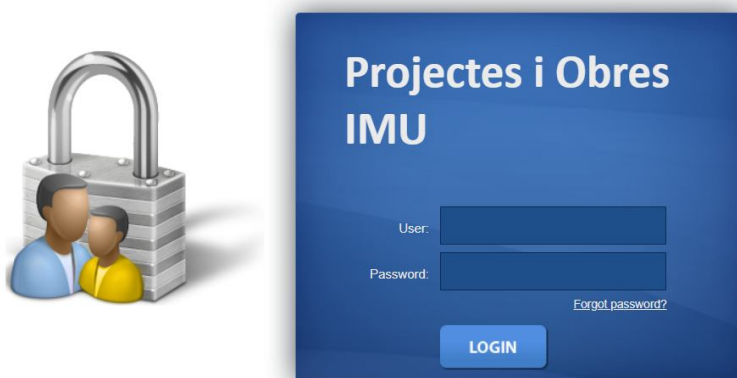 Projectes i Obres
IMU
User:
Password:
Forgot password?
LOGIN